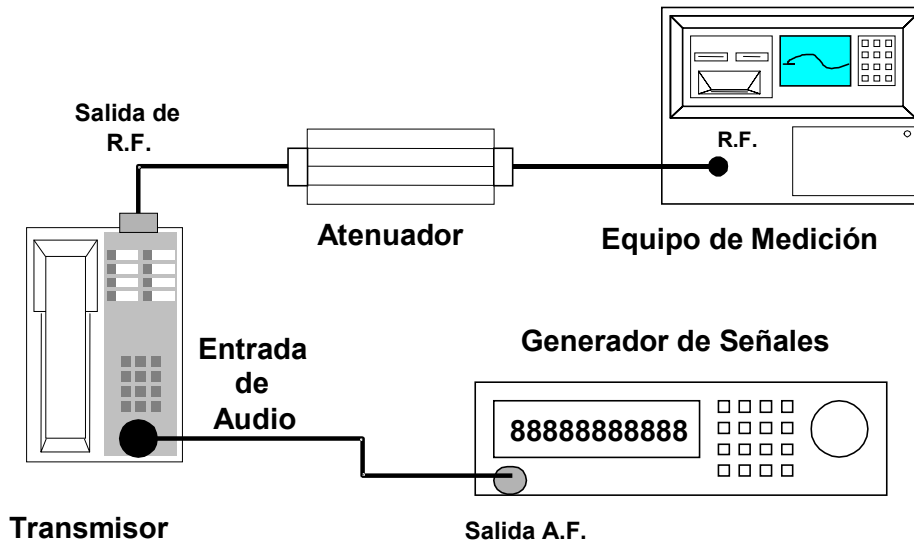 Salida de
R.F.
R.F.
Atenuador
Equipo de Medición
Entrada
de
Audio
Generador de Señales
88888888888
Transmisor
Salida A.F.